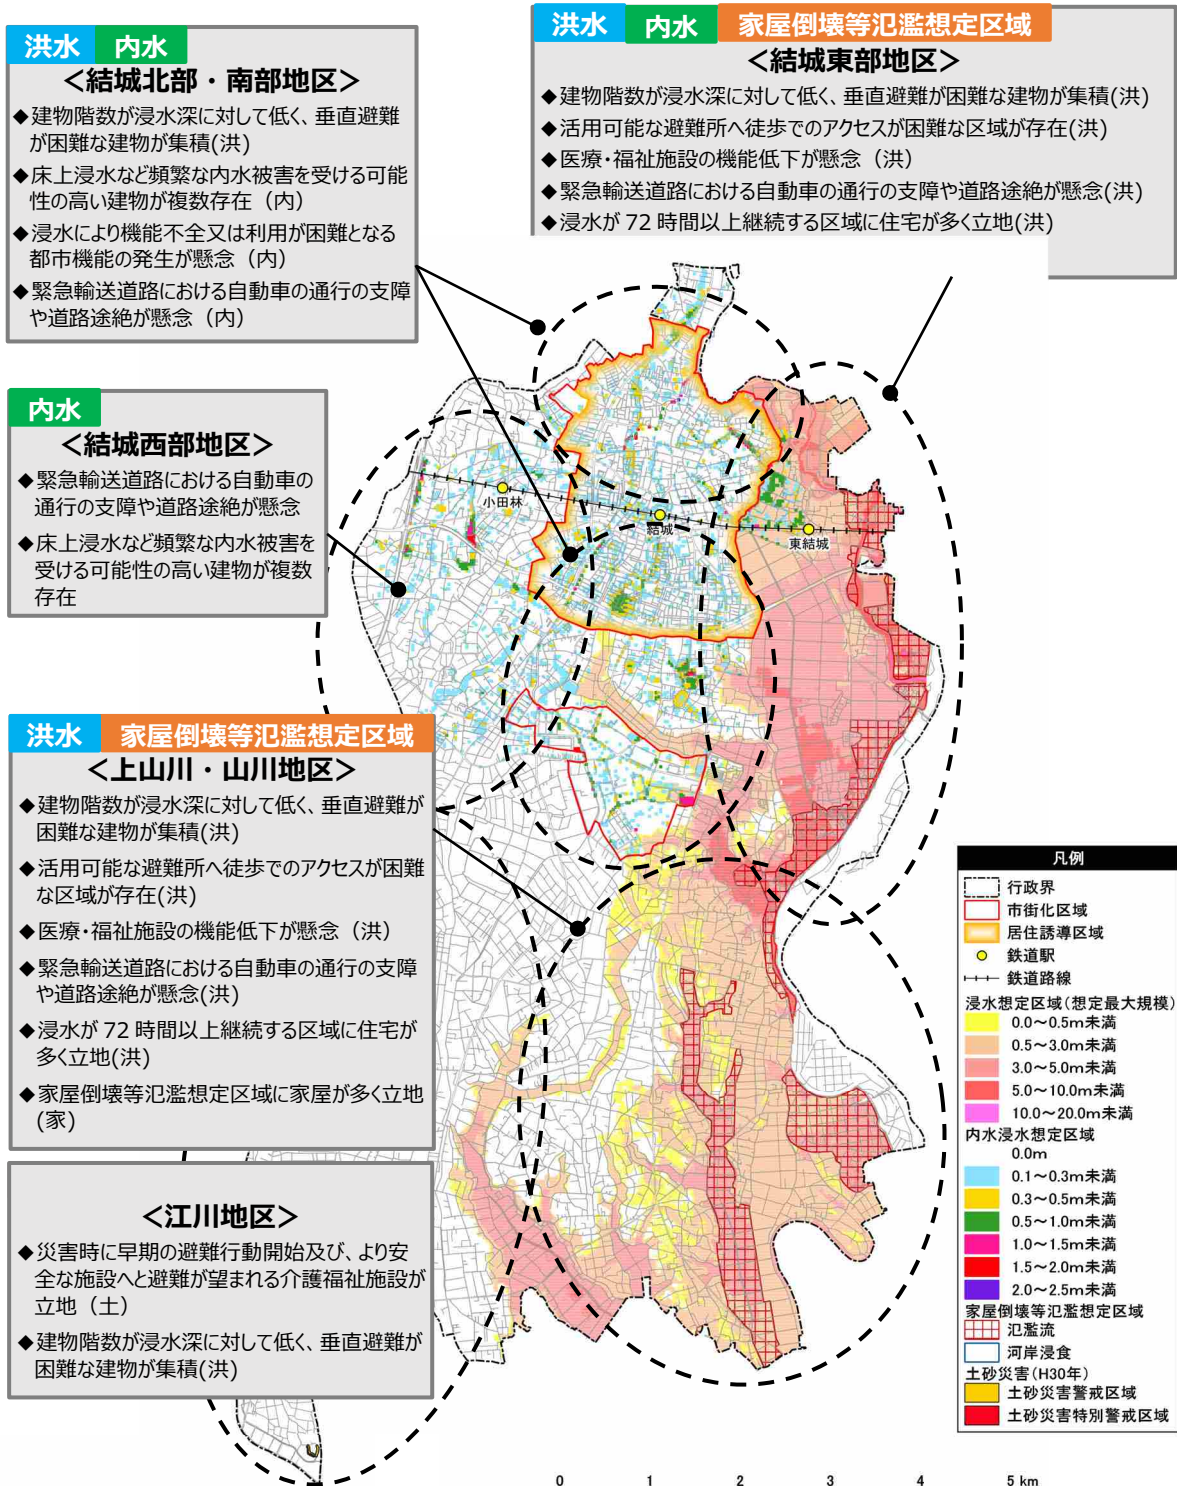 洪水 内水
＜結城北部・南部地区＞
◆建物階数が浸水深に対して低く、垂直避難
が困難な建物が集積(洪)
◆床上浸水など頻繁な内水被害を受ける可能
性の高い建物が複数存在（内）
◆浸水により機能不全又は利用が困難となる
都市機能の発生が懸念（内）
◆緊急輸送道路における自動車の通行の支障
や道路途絶が懸念（内）
洪水 内水 家屋倒壊等氾濫想定区域
＜結城東部地区＞
◆建物階数が浸水深に対して低く、垂直避難が困難な建物が集積(洪)
◆活用可能な避難所へ徒歩でのアクセスが困難な区域が存在(洪)
◆医療・福祉施設の機能低下が懸念（洪）
◆緊急輸送道路における自動車の通行の支障や道路途絶が懸念(洪)
◆浸水が 72 時間以上継続する区域に住宅が多く立地(洪)
内水
＜結城西部地区＞
◆緊急輸送道路における自動車の
通行の支障や道路途絶が懸念
◆床上浸水など頻繁な内水被害を
受ける可能性の高い建物が複数
存在
小田林
結城
東結城
洪水 家屋倒壊等氾濫想定区域
＜上山川・山川地区＞
◆建物階数が浸水深に対して低く、垂直避難が
困難な建物が集積(洪)
◆活用可能な避難所へ徒歩でのアクセスが困難
な区域が存在(洪)
◆医療・福祉施設の機能低下が懸念（洪）
◆緊急輸送道路における自動車の通行の支障
や道路途絶が懸念(洪)
◆浸水が 72 時間以上継続する区域に住宅が
多く立地(洪)
◆家屋倒壊等氾濫想定区域に家屋が多く立地
(家)
＜江川地区＞
◆災害時に早期の避難行動開始及び、より安
全な施設へと避難が望まれる介護福祉施設が
立地（土）
◆建物階数が浸水深に対して低く、垂直避難が
困難な建物が集積(洪)
凡例
行政界
市街化区域
居住誘導区域
鉄道駅
鉄道路線
浸水想定区域(想定最大規模)
0.0～0.5m未満
0.5～3.0m未満
3.0～5.0m未満
5.0～10.0m未満
10.0～20.0m未満
内水浸水想定区域
0.0m
0.1～0.3m未満
0.3～0.5m未満
0.5～1.0m未満
1.0～1.5m未満
1.5～2.0m未満
2.0～2.5m未満
家屋倒壊等氾濫想定区域
氾濫流
河岸浸食
土砂災害(H30年)
土砂災害警戒区域
土砂災害特別警戒区域
0 1 2 3 4 5 km